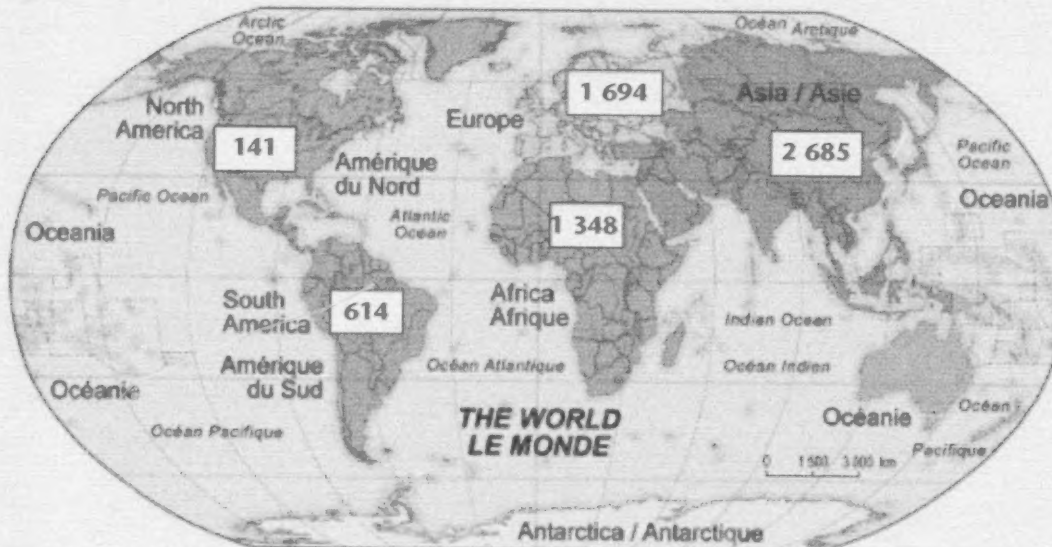 Arctic
Ocean
Océan Arctique
North
America
141
Amérique
du Nord
Europe
1 694
Asia / Asie
2 685
Pacific
Ocean
Oceania
Pacific Ocean
Oceania
Atlantic
Ocean
1 348
South
America
614
Africa
Afrique
Indian Ocean
Amérique
du Sud
Océan Atlantique
Océan Indien
Océanie
Océan Pacifique
THE WORLD
LE MONDE
Océanie
Océan
Pacifique
0 1 500 3 000 km
Antarctica / Antarctique